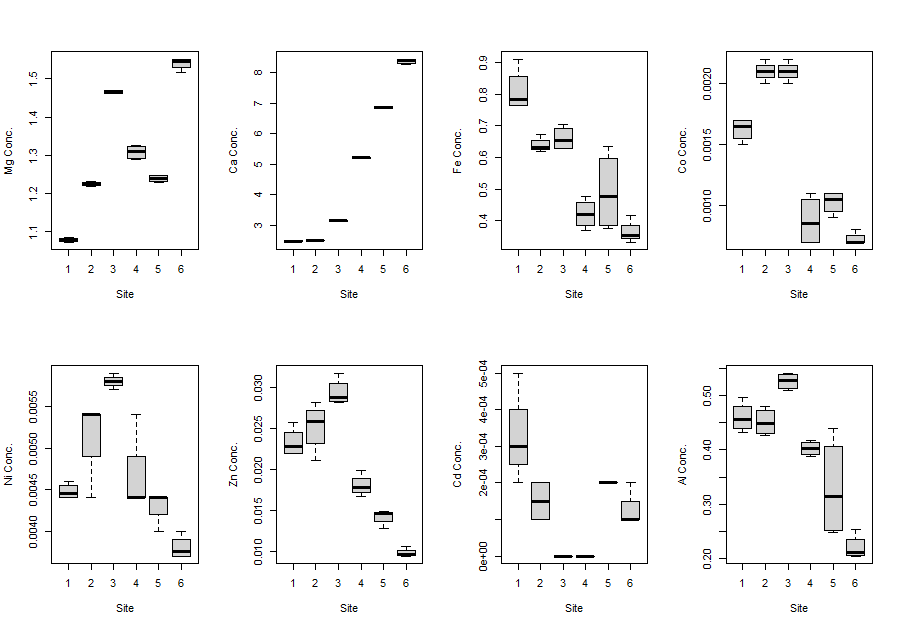 Mg Conc.
1.1 1.2 1.3 1.4 1.5
1 2 3 4 5 6
Site
Ca Conc.
3 4 5 6 7 8
1 2 3 4 5 6
Site
Fe Conc.
0.4 0.5 0.6 0.7 0.8 0.9
1 2 3 4 5 6
Site
Co Conc.
0.0010 0.0015 0.0020
1 2 3 4 5 6
Site
Ni Conc.
0.0040 0.0045 0.0050 0.0055
1 2 3 4 5 6
Site
Zn Conc.
0.010 0.015 0.020 0.025 0.030
1 2 3 4 5 6
Site
Cd Conc.
0e+00 2e-04 3e-04 4e-04 5e-04
1 2 3 4 5 6
Site
Al Conc.
0.20 0.30 0.40 0.50
1 2 3 4 5 6
Site